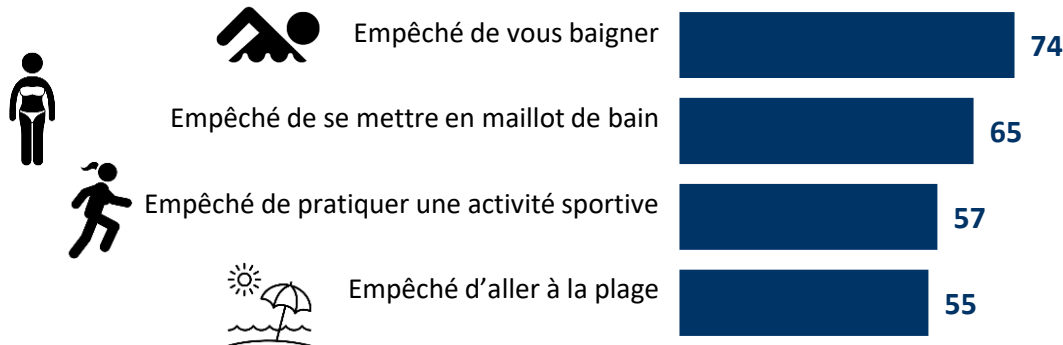 Empêché de vous baigner 74
Empêché de se mettre en maillot de bain 65
Empêché de pratiquer une activité sportive 57
Empêché d’aller à la plage 55